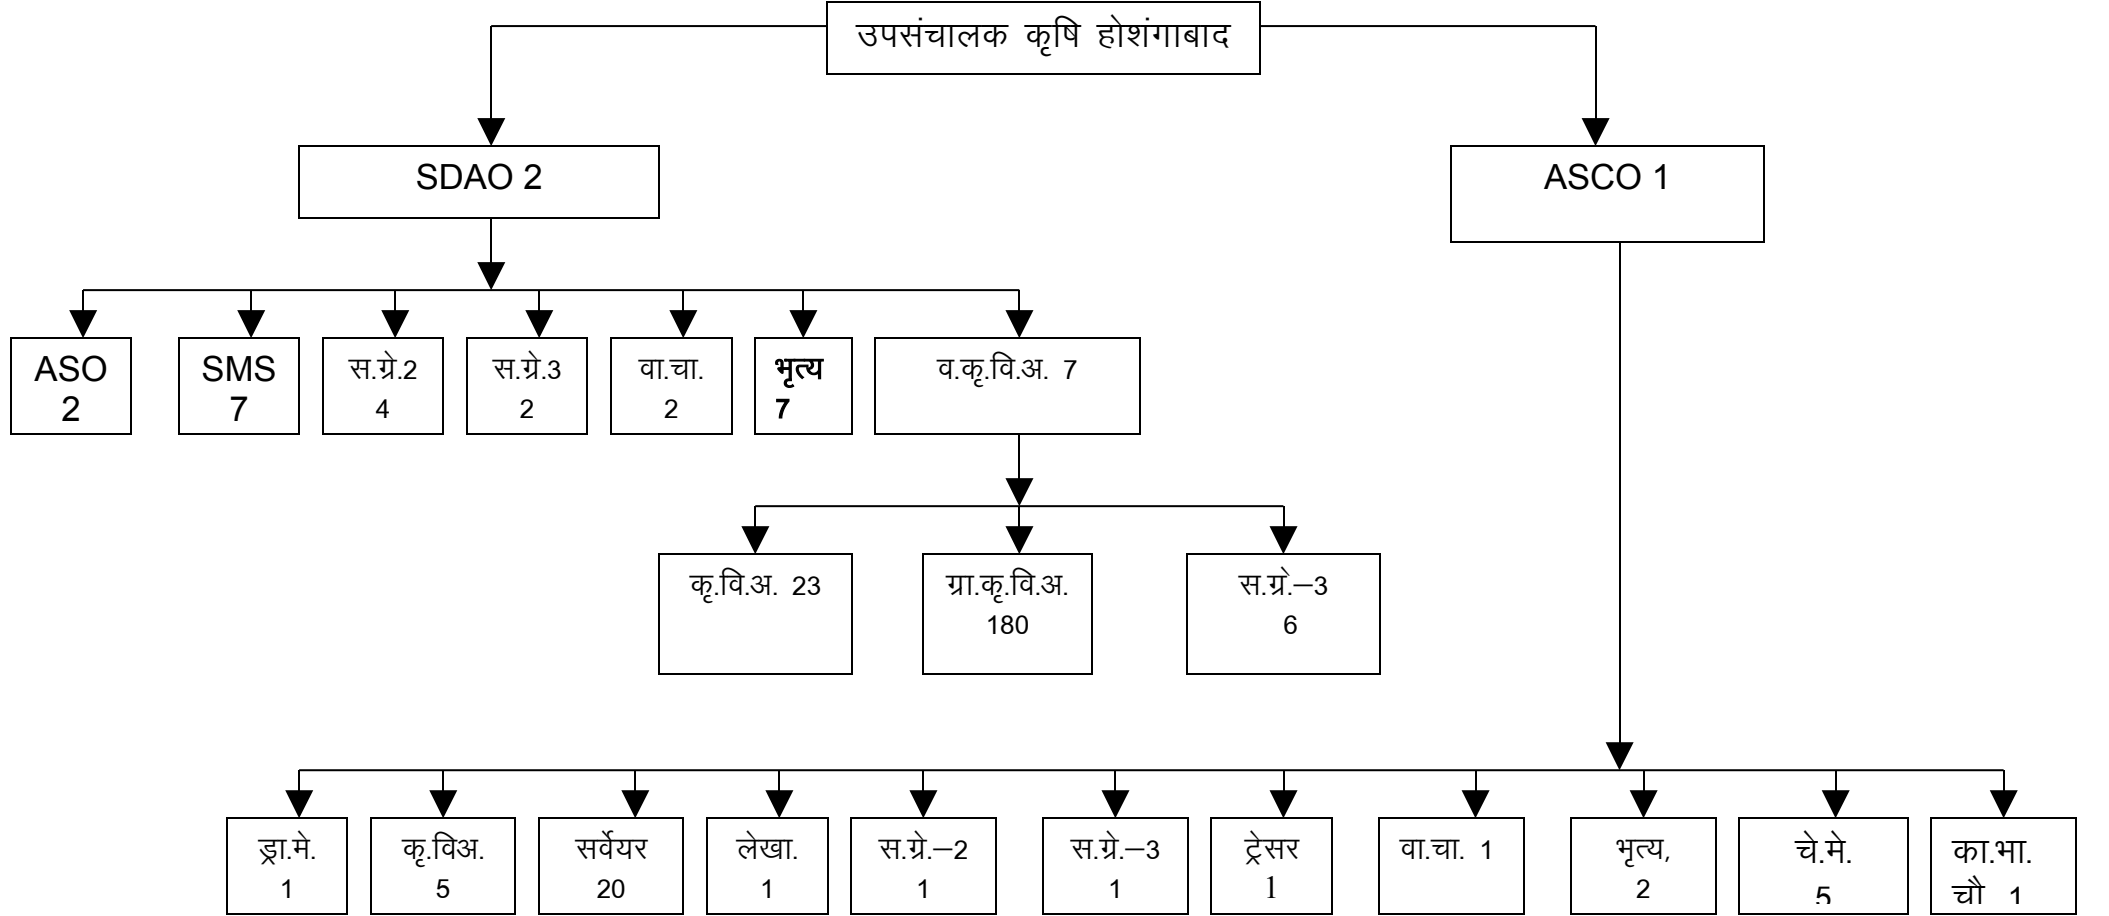 उपसंचालक कृषि होशंगाबाद
SDAO 2
ASCO 1
ASO
2
SMS
7
स.ग्रे.2
4
स.ग्रे.3
2
वा.चा.
2
भृत्य
7
व.कृ.वि.अ. 7
कृ.वि.अ. 23
ग्रा.कृ.वि.अ.
180
स.ग्रे.–3
6
ड्रा.मे.
1
कृ.विअ.
5
सर्वेयर
20
लेखा.
1
स.ग्रे.–2
1
स.ग्रे.–3
1
ट्रेसर
1
वा.चा. 1
भृत्य,
2
चे.मे.
5
का.भा.
चौ 1